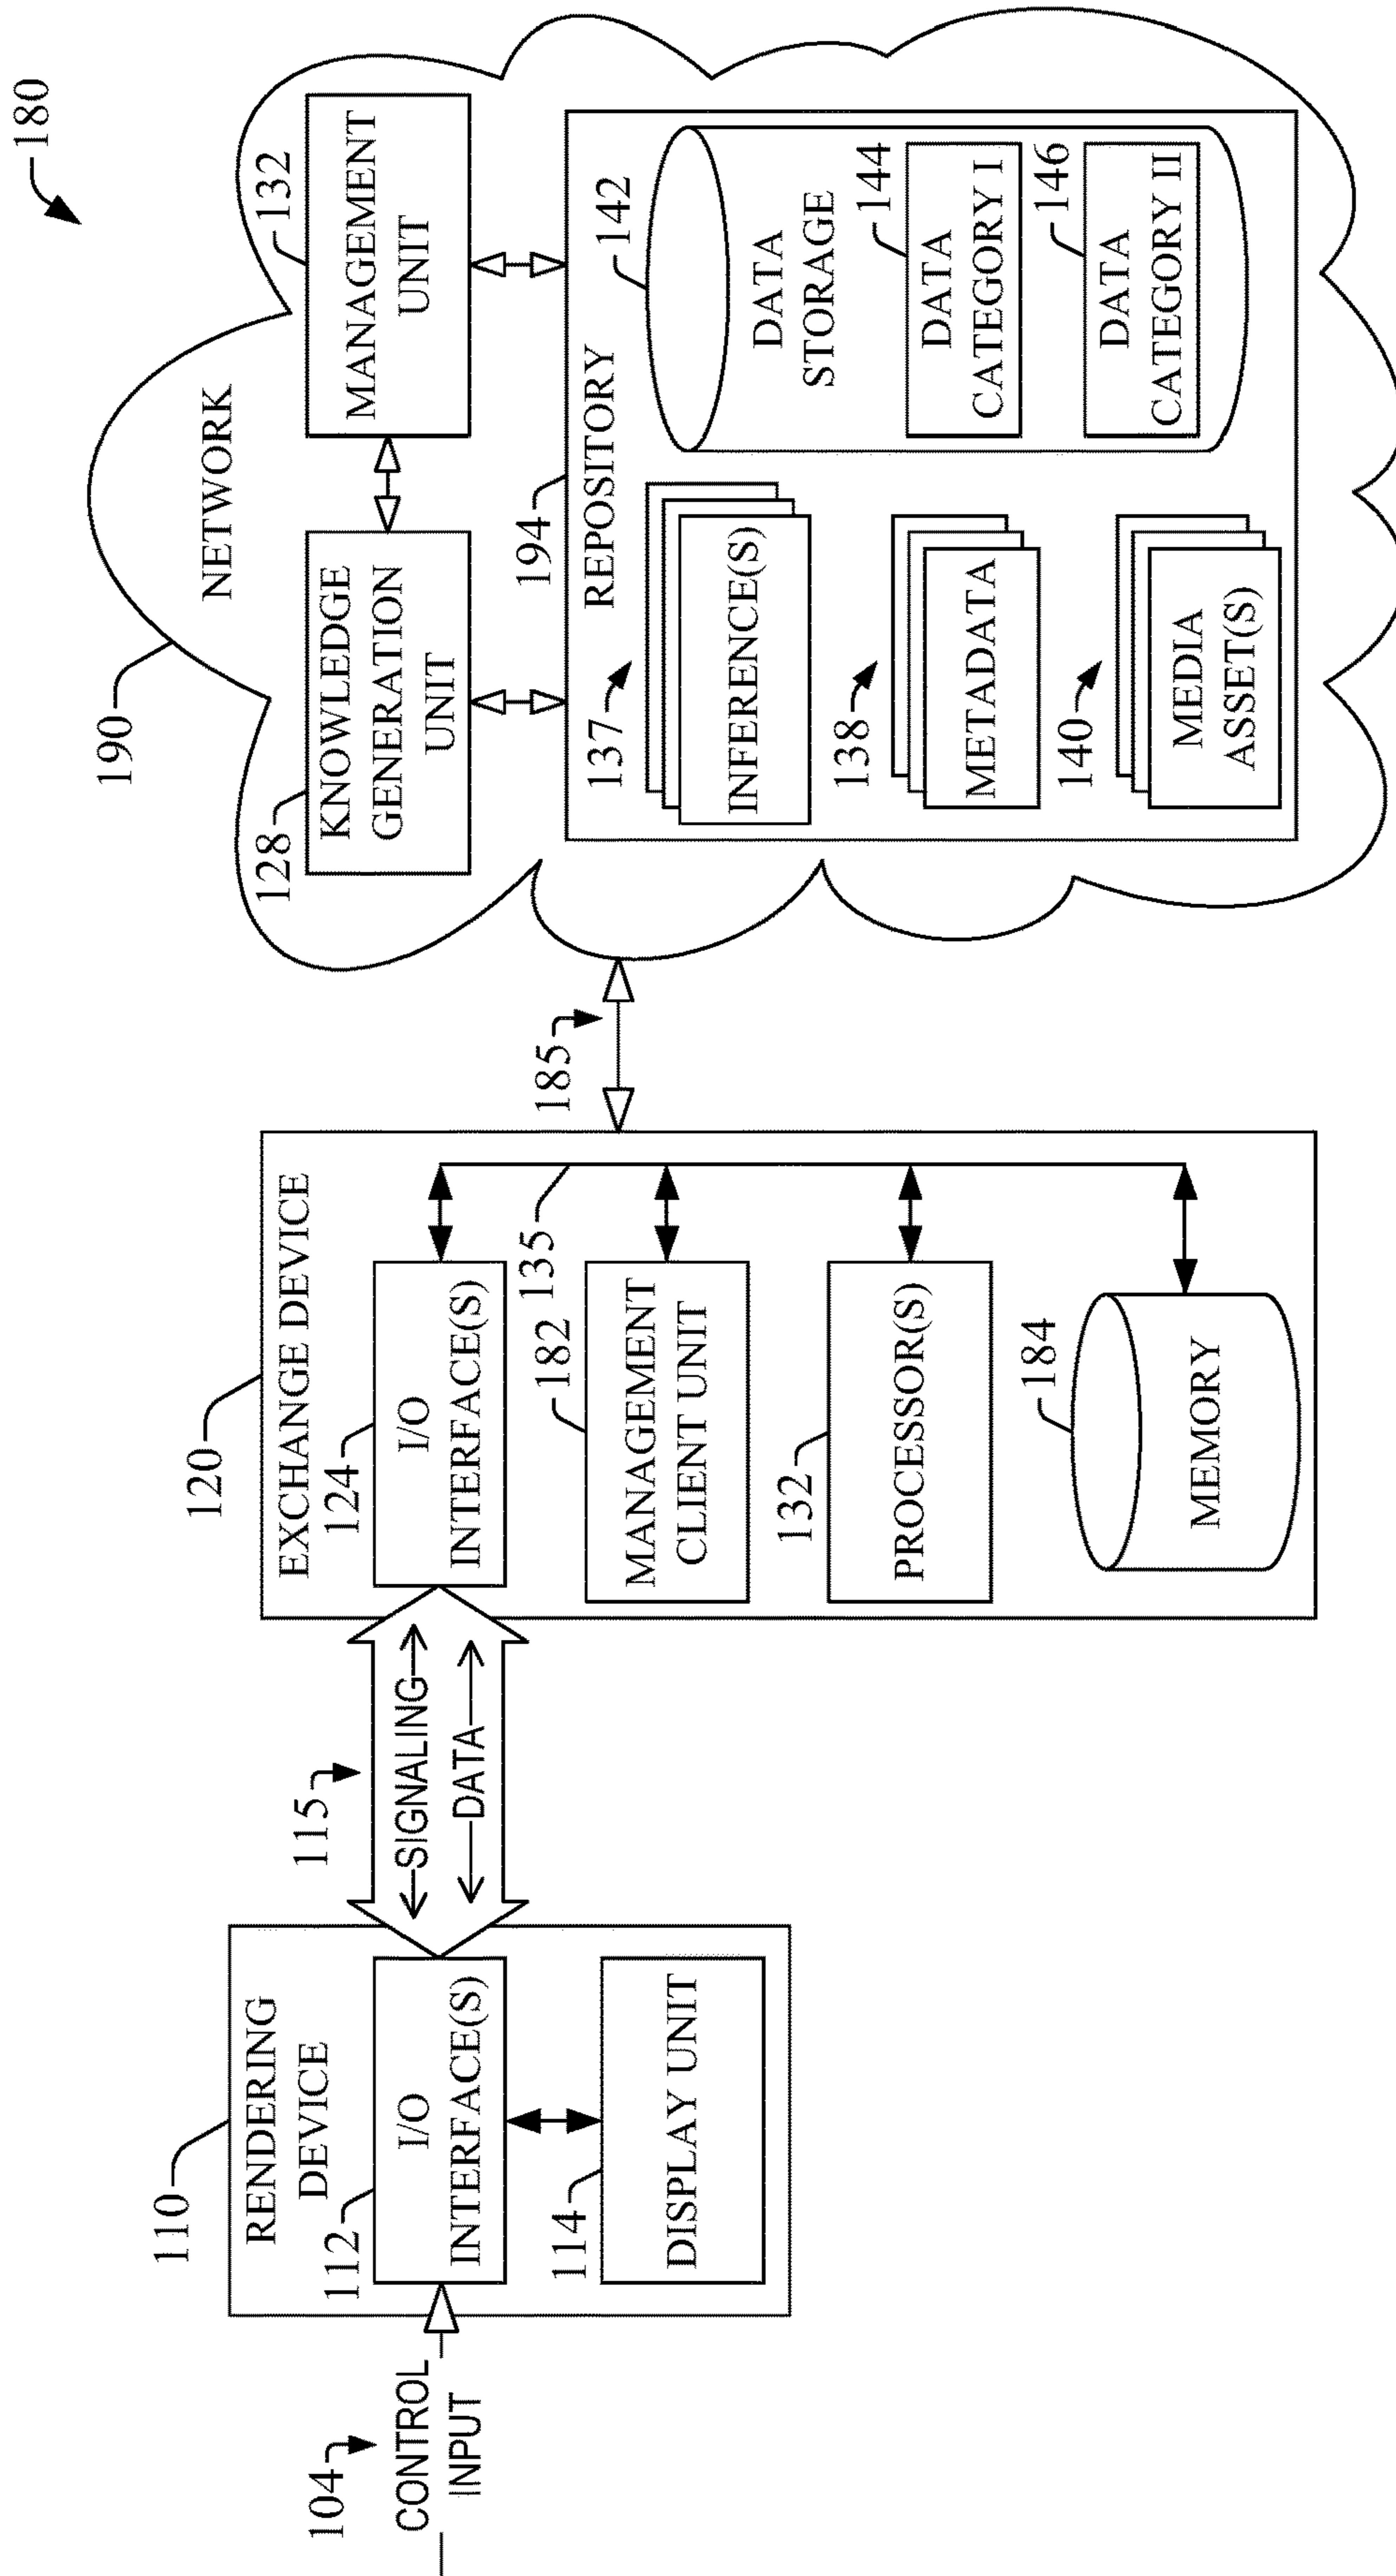 180
190
NETWORK
128
KNOWLEDGE
GENERATION
UNIT
132
MANAGEMENT
UNIT
194
REPOSITORY
137
INFERENCE(S)
138
METADATA
140
MEDIA
ASSET(S)
142
DATA
STORAGE
144
DATA
CATEGORY I
146
DATA
CATEGORY II
185
120
EXCHANGE DEVICE
124
I/O
INTERFACE(S)
135
182
MANAGEMENT
CLIENT UNIT
132
PROCESSOR(S)
184
MEMORY
115
SIGNALING
DATA
110
RENDERING
DEVICE
112
I/O
INTERFACE(S)
114
DISPLAY UNIT
104
CONTROL
INPUT